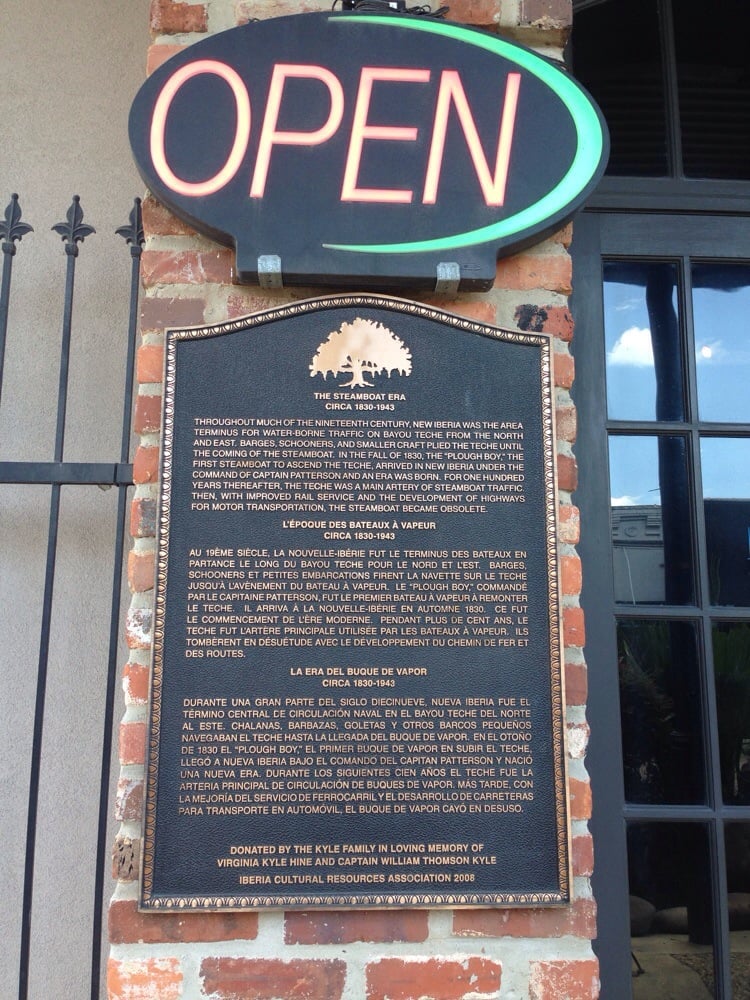 OPEN
THE STEAMBOAT ERA
CIRCA 1830-1943
THROUGHOUT MUCH OF THE NINETEENTH CENTURY, NEW IBERIA WAS THE AREA
TERMINUS FOR WATER-BORNE TRAFFIC ON BAYOU TECHE FROM THE NORTH
AND EAST. BARGES, SCHOONERS, AND SMALLER CRAFT PLIED THE TECHE UNTIL
THE COMING OF THE STEAMBOAT. IN THE FALL OF 1830, THE "PLOUGH BOY," THE
FIRST STEAMBOAT TO ASCEND THE TECHE, ARRIVED IN NEW IBERIA UNDER THE
COMMAND OF CAPTAIN PATTERSON AND AN ERA WAS BORN. FOR ONE HUNDRED
YEARS THEREAFTER, THE TECHE WAS A MAIN ARTERY OF STEAMBOAT TRAFFIC.
THEN, WITH IMPROVED RAIL SERVICE AND THE DEVELOPMENT OF HIGHWAYS
FOR MOTOR TRANSPORTATION, THE STEAMBOAT BECAME OBSOLETE.
L'ÉPOQUE DES BATEAUX À VAPEUR
CIRCA 1830-1943
AU 19ÈME SIÈCLE, LA NOUVELLE-IBÉRIE FUT LE TERMINUS DES BATEAUX EN
PARTANCE LE LONG DU BAYOU TECHE POUR LE NORD ET L'EST. BARGES,
SCHOONERS ET PETITES EMBARCATIONS FIRENT LA NAVETTE SUR LE TECHE
JUSQU'À L'AVÈNEMENT DU BATEAU À VAPEUR. LE "PLOUGH BOY," COMMANDÉ
PAR LE CAPITAINE PATTERSON, FUT LE PREMIER BATEAU À VAPEUR À REMONTER
LE TECHE. IL ARRIVA À LA NOUVELLE-IBÉRIE EN AUTOMNE 1830. CE FUT
LE COMMENCEMENT DE L'ÈRE MODERNE. PENDANT PLUS DE CENT ANS, LE
TECHE FUT L'ARTÈRE PRINCIPALE UTILISÉE PAR LES BATEAUX À VAPEUR. ILS
TOMBÈRENT EN DÉSUÉTUDE AVEC LE DÉVELOPPEMENT DU CHEMIN DE FER ET
DES ROUTES.
LA ERA DEL BUQUE DE VAPOR
CIRCA 1830-1943
DURANTE UNA GRAN PARTE DEL SIGLO DIECINUEVE, NUEVA IBERIA FUE EL
TÉRMINO CENTRAL DE CIRCULACIÓN NAVAL EN EL BAYOU TECHE DEL NORTE
AL ESTE. CHALANAS, BARBAZAS, GOLETAS Y OTROS BARCOS PEQUEÑOS
NAVEGABAN EL TECHE HASTA LA LLEGADA DEL BUQUE DE VAPOR. EN EL OTOÑO
DE 1830 EL "PLOUGH BOY," EL PRIMER BUQUE DE VAPOR EN SUBIR EL TECHE,
LLEGÓ A NUEVA IBERIA BAJO EL COMANDO DEL CAPITAN PATTERSON Y NACIÓ
UNA NUEVA ERA. DURANTE LOS SIGUIENTES CIEN AÑOS EL TECHE FUE LA
ARTERIA PRINCIPAL DE CIRCULACIÓN DE BUQUES DE VAPOR. MÁS TARDE, CON
LA MEJORÍA DEL SERVICIO DE FERROCARRIL Y EL DESARROLLO DE CARRETERAS
PARA TRANSPORTE EN AUTOMÓVIL, EL BUQUE DE VAPOR CAYÓ EN DESUSO.
DONATED BY THE KYLE FAMILY IN LOVING MEMORY OF
VIRGINIA KYLE HINE AND CAPTAIN WILLIAM THOMSON KYLE
IBERIA CULTURAL RESOURCES ASSOCIATION 2008